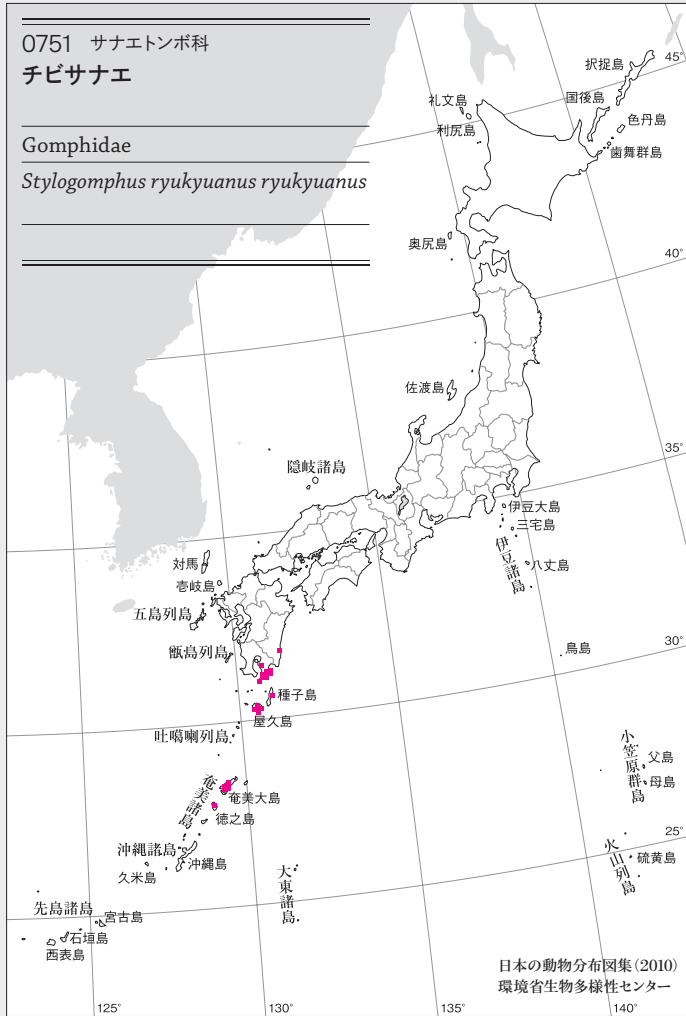 0751 サナエトンボ科
チビサナエ
Gomphidae
Stylogomphus ryukyuanus ryukyuanus
択捉島
45°
国後島
礼文島
色丹島
利尻島
歯舞群島
奥尻島
40°
佐渡島
35°
隠岐諸島
伊豆大島
三宅島
伊豆諸島
八丈島
対馬
壱岐島
五島列島
甑島列島
鳥島
30°
種子島
屋久島
吐噶喇列島
小笠原群島
父島
母島
奄美諸島
奄美大島
徳之島
25°
沖縄諸島
沖縄島
久米島
火山列島
硫黄島
大東諸島
先島諸島
宮古島
石垣島
西表島
日本の動物分布図集(2010)
環境省生物多様性センター
125°
130°
135°
140°